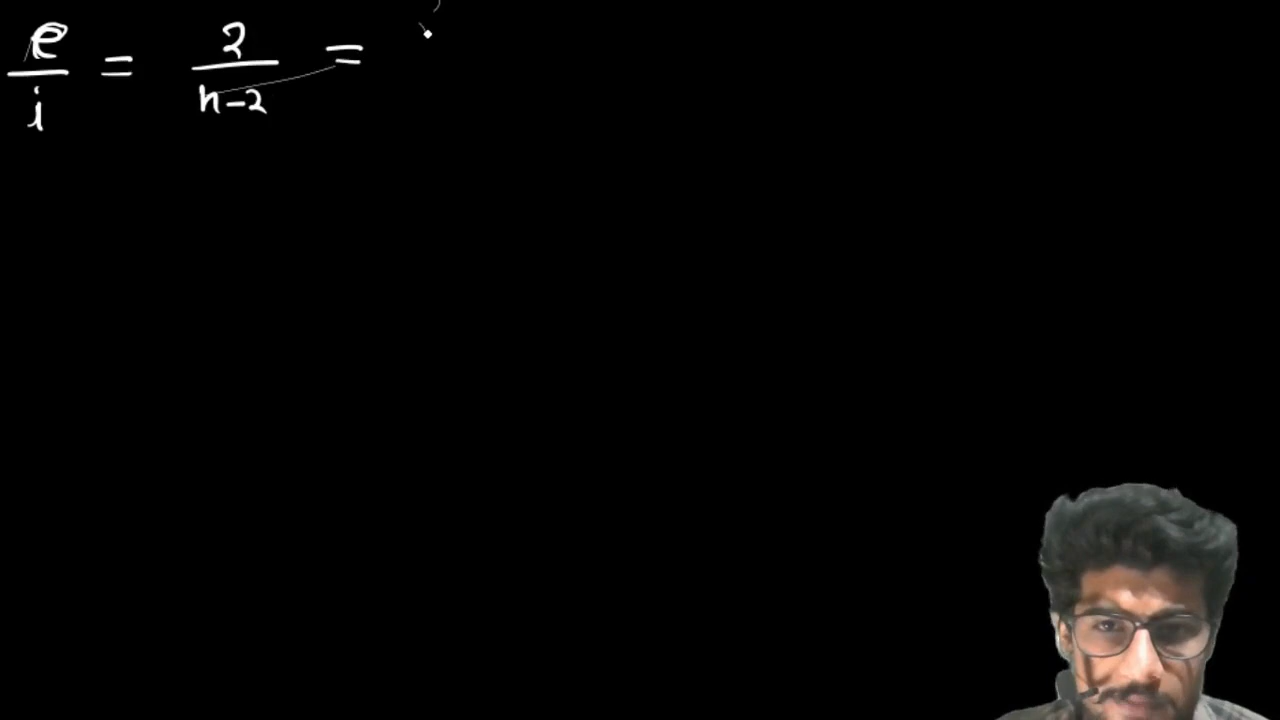 e/i = 2/n-2 =